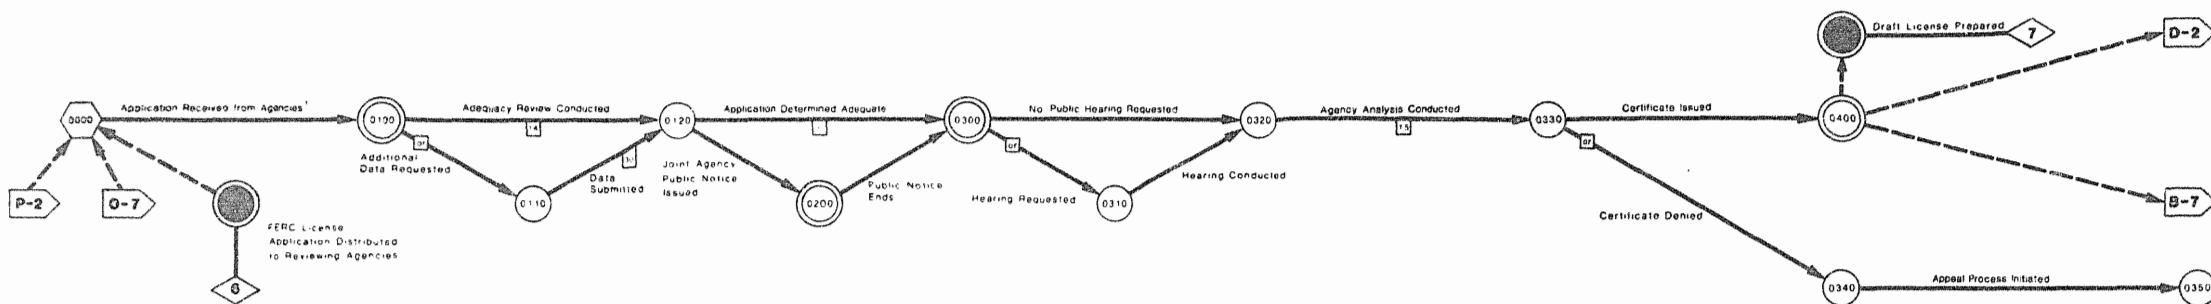 Draft License Prepared
7
D-2
Application Received from Agencies
Adequacy Review Conducted
Application Determined Adequate
No Public Hearing Requested
Agency Analysis Conducted
Certificate Issued
0000
0100
0120
0300
0320
0330
0400
14
15
or
or
or
Additional
Data Requested
Data
Submitted
30
Joint Agency
Public Notice
Issued
Public Notice
Ends
Hearing Requested
Hearing Conducted
P-2
O-7
0110
0200
0310
B-7
Certificate Denied
FERC License
Application Distributed
to Reviewing Agencies
6
Appeal Process Initiated
0340
0350